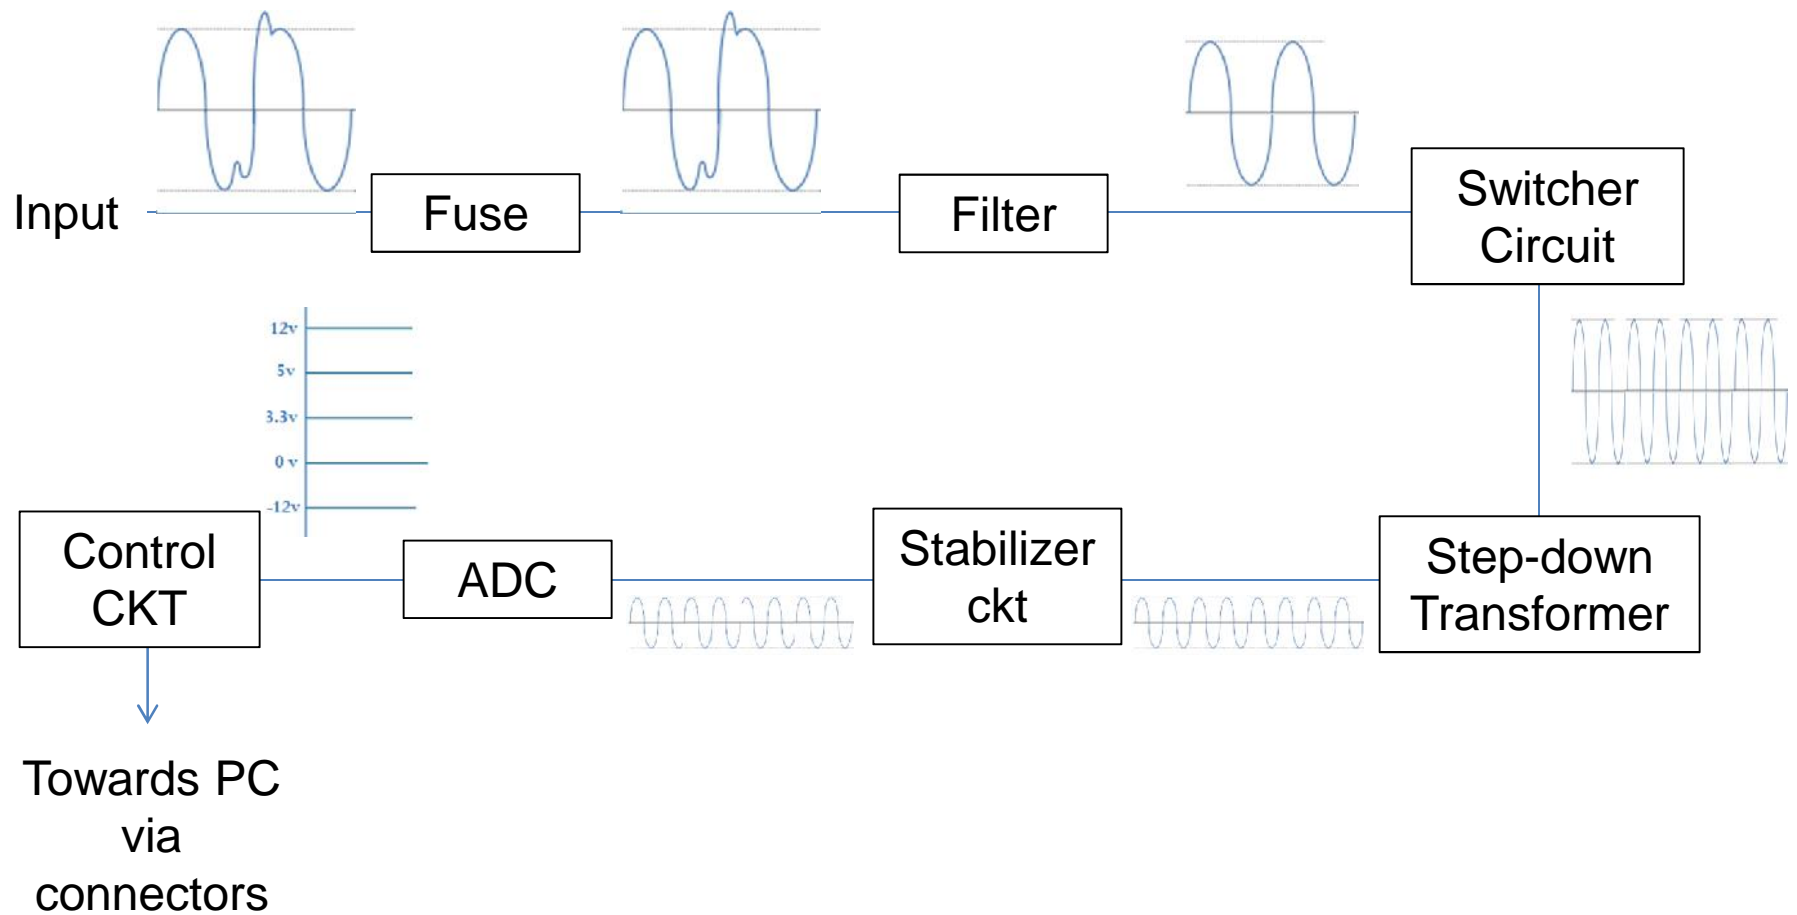 Input
Fuse
Filter
Switcher
Circuit
12v
5v
3.3v
0 v
-12v
Control
CKT
ADC
Stabilizer
ckt
Step-down
Transformer
Towards PC
via
connectors